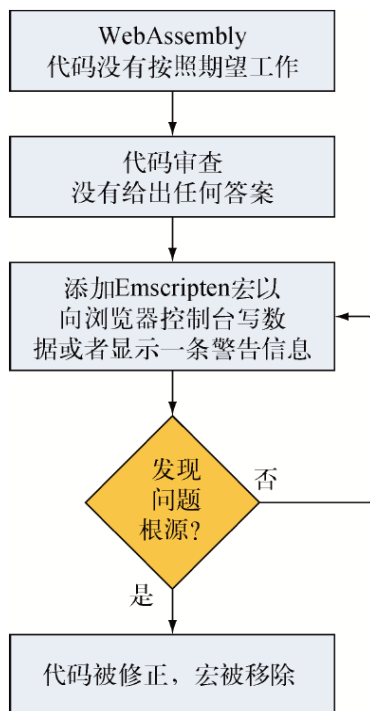 WebAssembly
代码没有按照期望工作
代码审查
没有给出任何答案
添加Emscripten宏以
向浏览器控制台写数
据或者显示一条警告信息
发现
问题
根源?
否
是
代码被修正，宏被移除